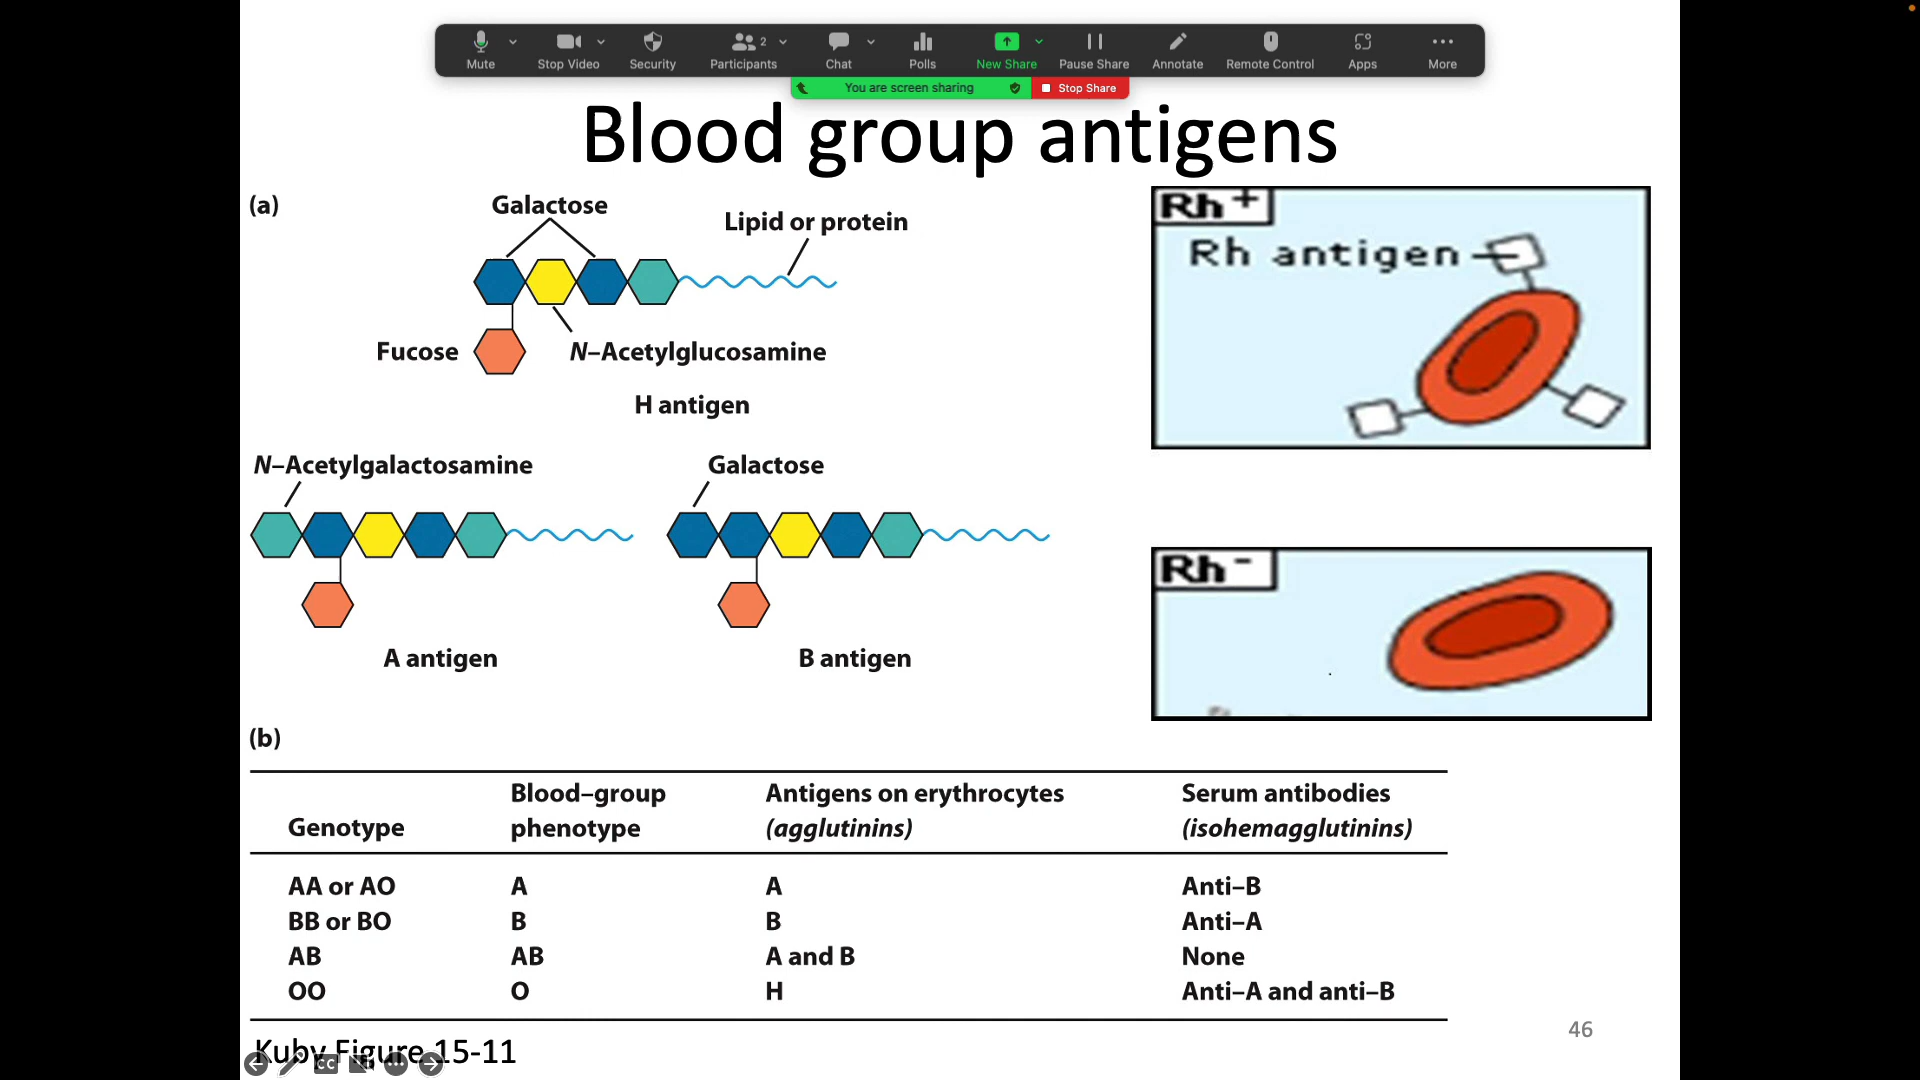 Mute
Stop Video
Security
Participants
2
Chat
Polls
New Share
Pause Share
Annotate
Remote Control
Apps
More
You are screen sharing
Stop Share
Blood group antigens
(a)
Galactose
Lipid or protein
Fucose
N–Acetylglucosamine
H antigen
N–Acetylgalactosamine
Galactose
A antigen
B antigen
Rh +
Rh antigen
Rh -
(b)
Genotype
Blood–group phenotype
Antigens on erythrocytes (agglutinins)
Serum antibodies (isohemagglutinins)
AA or AO A A Anti–B
BB or BO B B Anti–A
AB AB A and B None
OO O H Anti–A and anti–B
Kuby Figure 15-11
CC
46